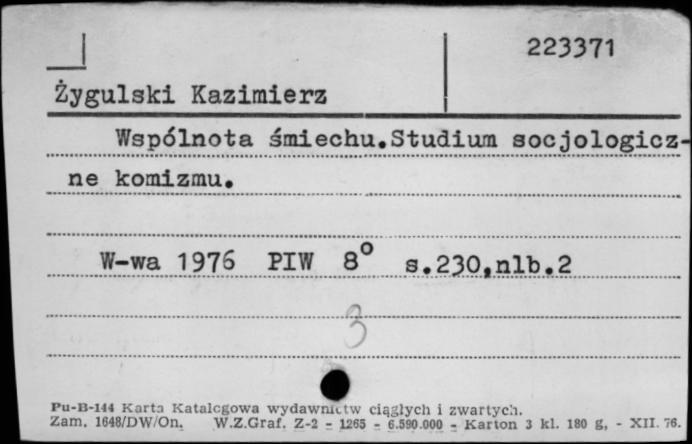 223371
Żygulski Kazimierz
Wspólnota śmiechu.Studium socjologicz-
ne komizmu.
W-wa 1976 PIW 8° s.230,nlb.2
3
Pu-B-144 Karta Katalogowa wydawnictw ciągłych i zwartych.
Zam. 1648/DW/On. W.Z.Graf. Z-2 - 1265 - 6.590.000 - Karton 3 kl. 180 g, - XII. 76.